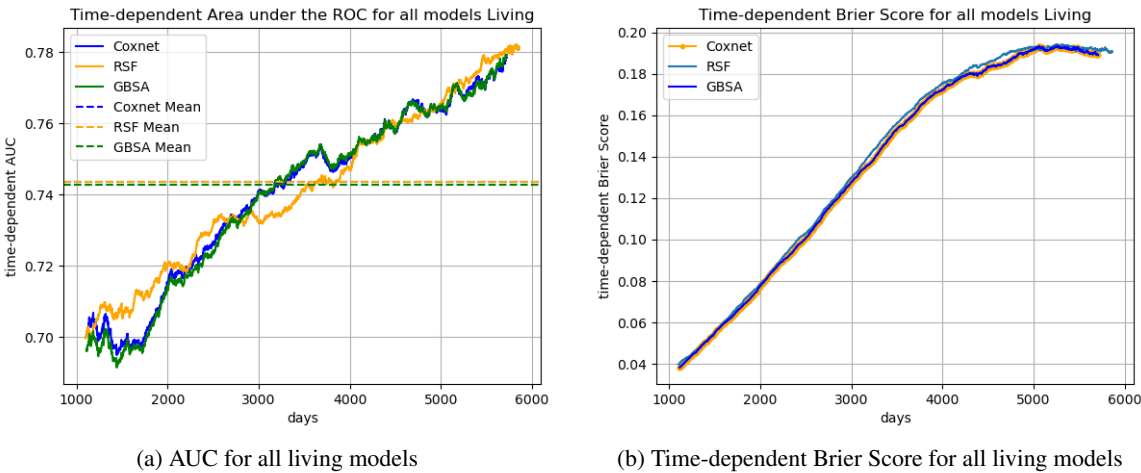 Time-dependent Area under the ROC for all models Living
0.78
0.76
0.74
0.72
0.70
time-dependent AUC
Coxnet
RSF
GBSA
Coxnet Mean
RSF Mean
GBSA Mean
1000 2000 3000 4000 5000 6000
days
(a) AUC for all living models
Time-dependent Brier Score for all models Living
0.20
0.18
0.16
0.14
0.12
0.10
0.08
0.06
0.04
time-dependent Brier Score
Coxnet
RSF
GBSA
1000 2000 3000 4000 5000 6000
days
(b) Time-dependent Brier Score for all living models